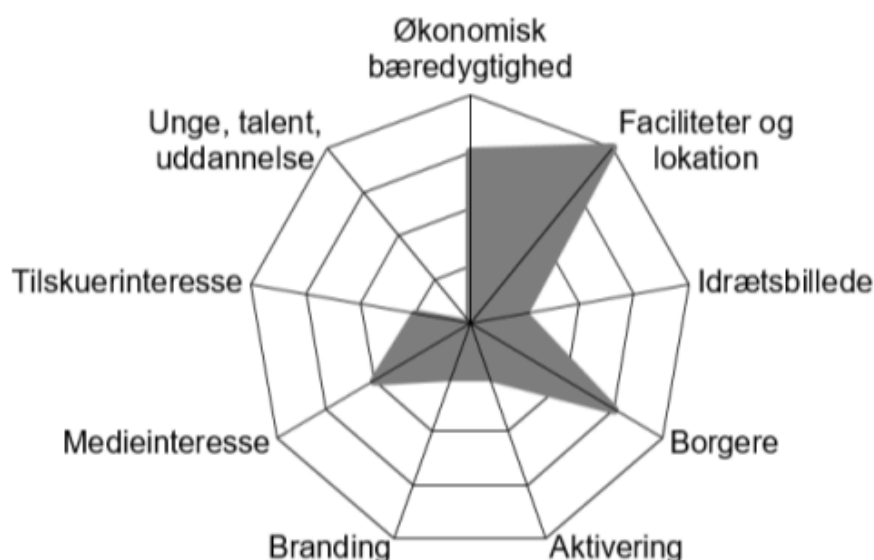 Økonomisk
bæredygtighed
Faciliteter og
lokation
Idrætsbillede
Borgere
Aktivering
Branding
Medieinteresse
Tilskuerinteresse
Unge, talent,
uddannelse